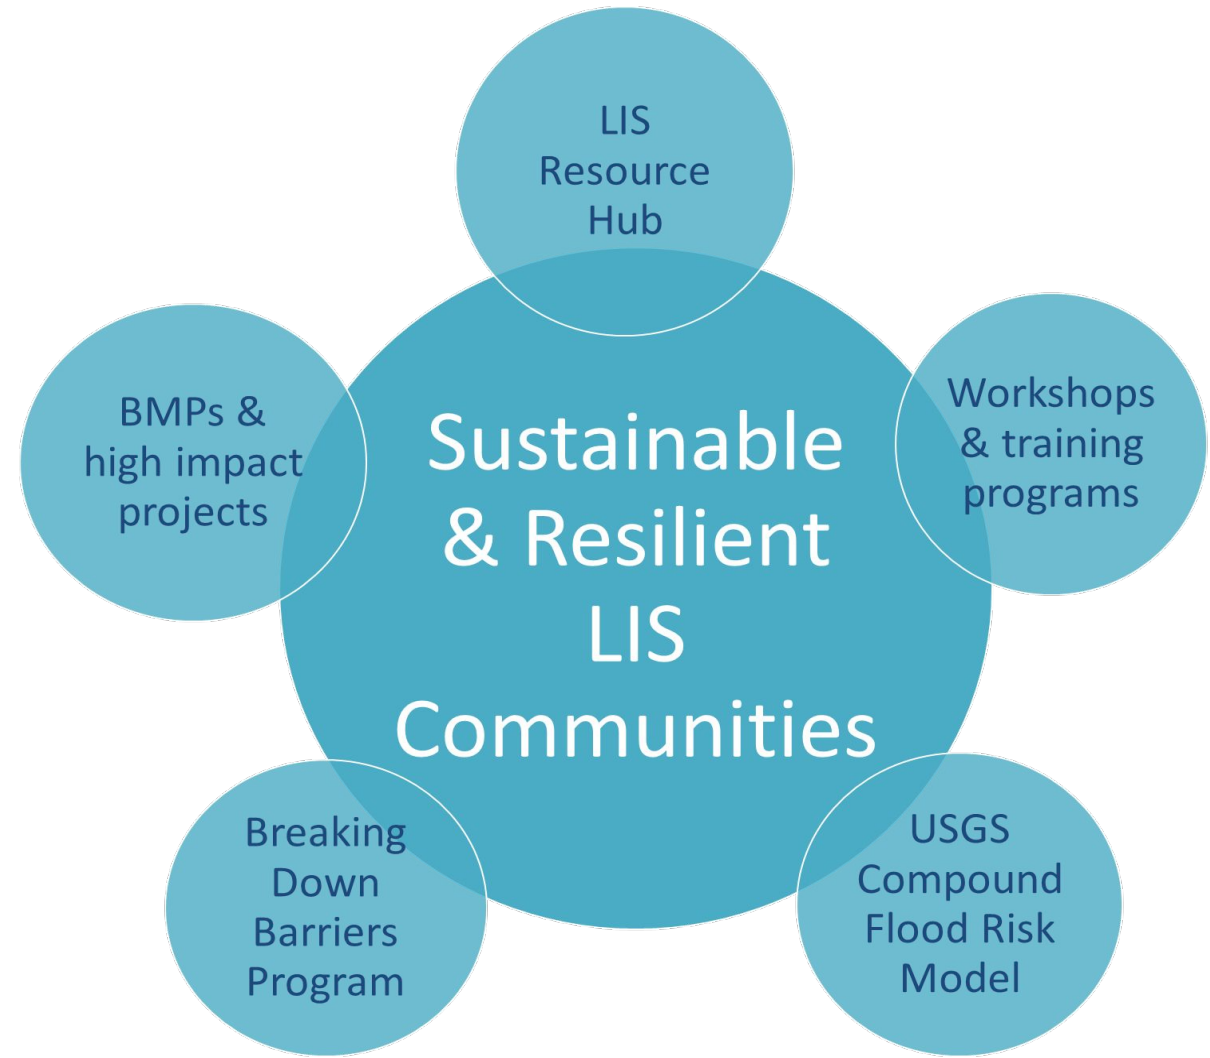 LIS
Resource
Hub
Workshops
& training
programs
BMPs &
high impact
projects
Sustainable
& Resilient
LIS
Communities
Breaking
Down
Barriers
Program
USGS
Compound
Flood Risk
Model